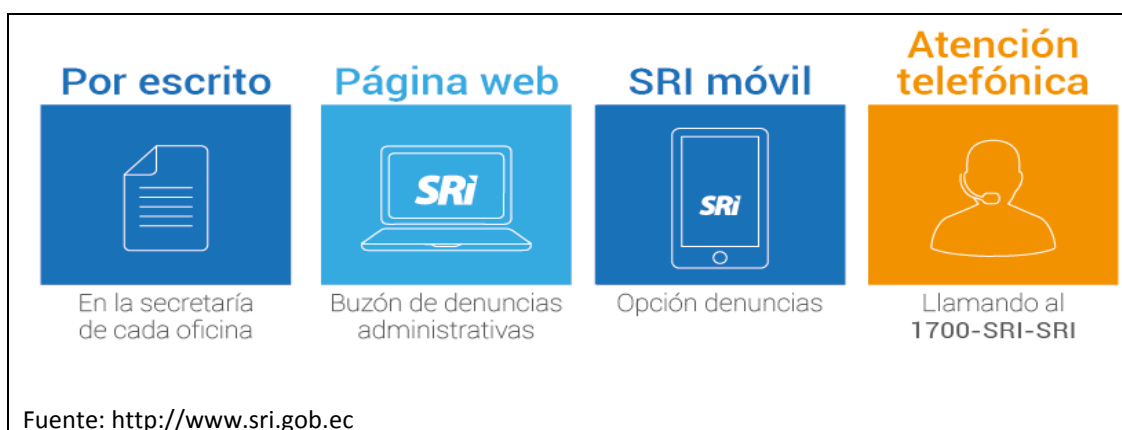 Por escrito
En la secretaría
de cada oficina
Página web
SRi
Buzón de denuncias
administrativas
SRI móvil
SRi
Opción denuncias
Atención
telefónica
Llamando al
1700-SRI-SRI
Fuente: http://www.sri.gob.ec